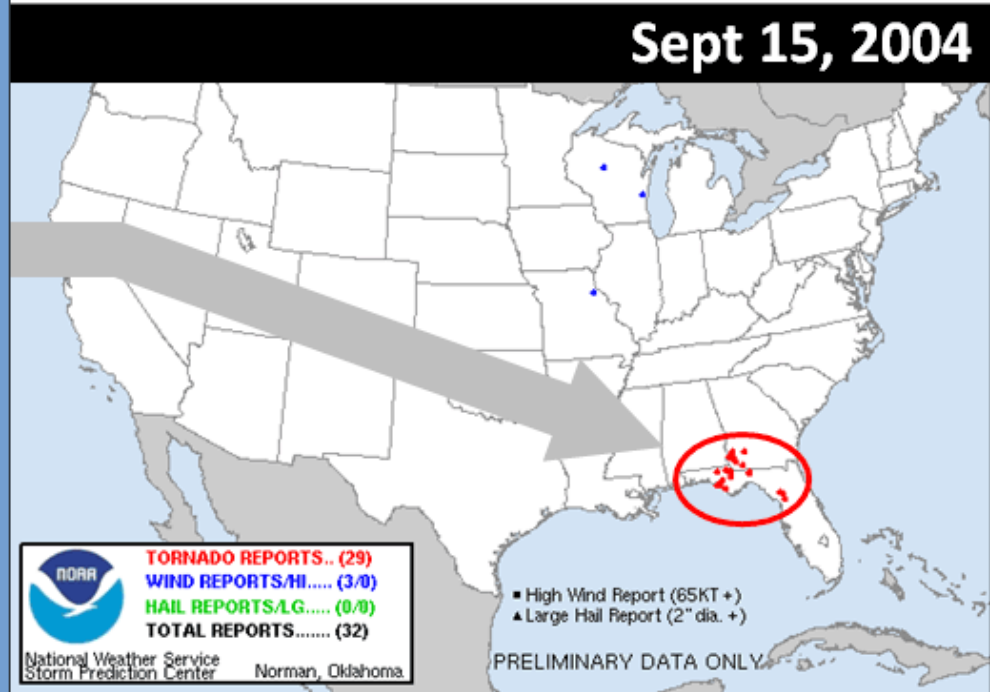 Sept 15, 2004
NOAA
TORNADO REPORTS.. (29)
WIND REPORTS/HI..... (3/0)
HAIL REPORTS/LG..... (0/0)
TOTAL REPORTS....... (32)
National Weather Service
Storm Prediction Center Norman, Oklahoma
■ High Wind Report (65KT +)
▲ Large Hail Report (2" dia. +)
PRELIMINARY DATA ONLY